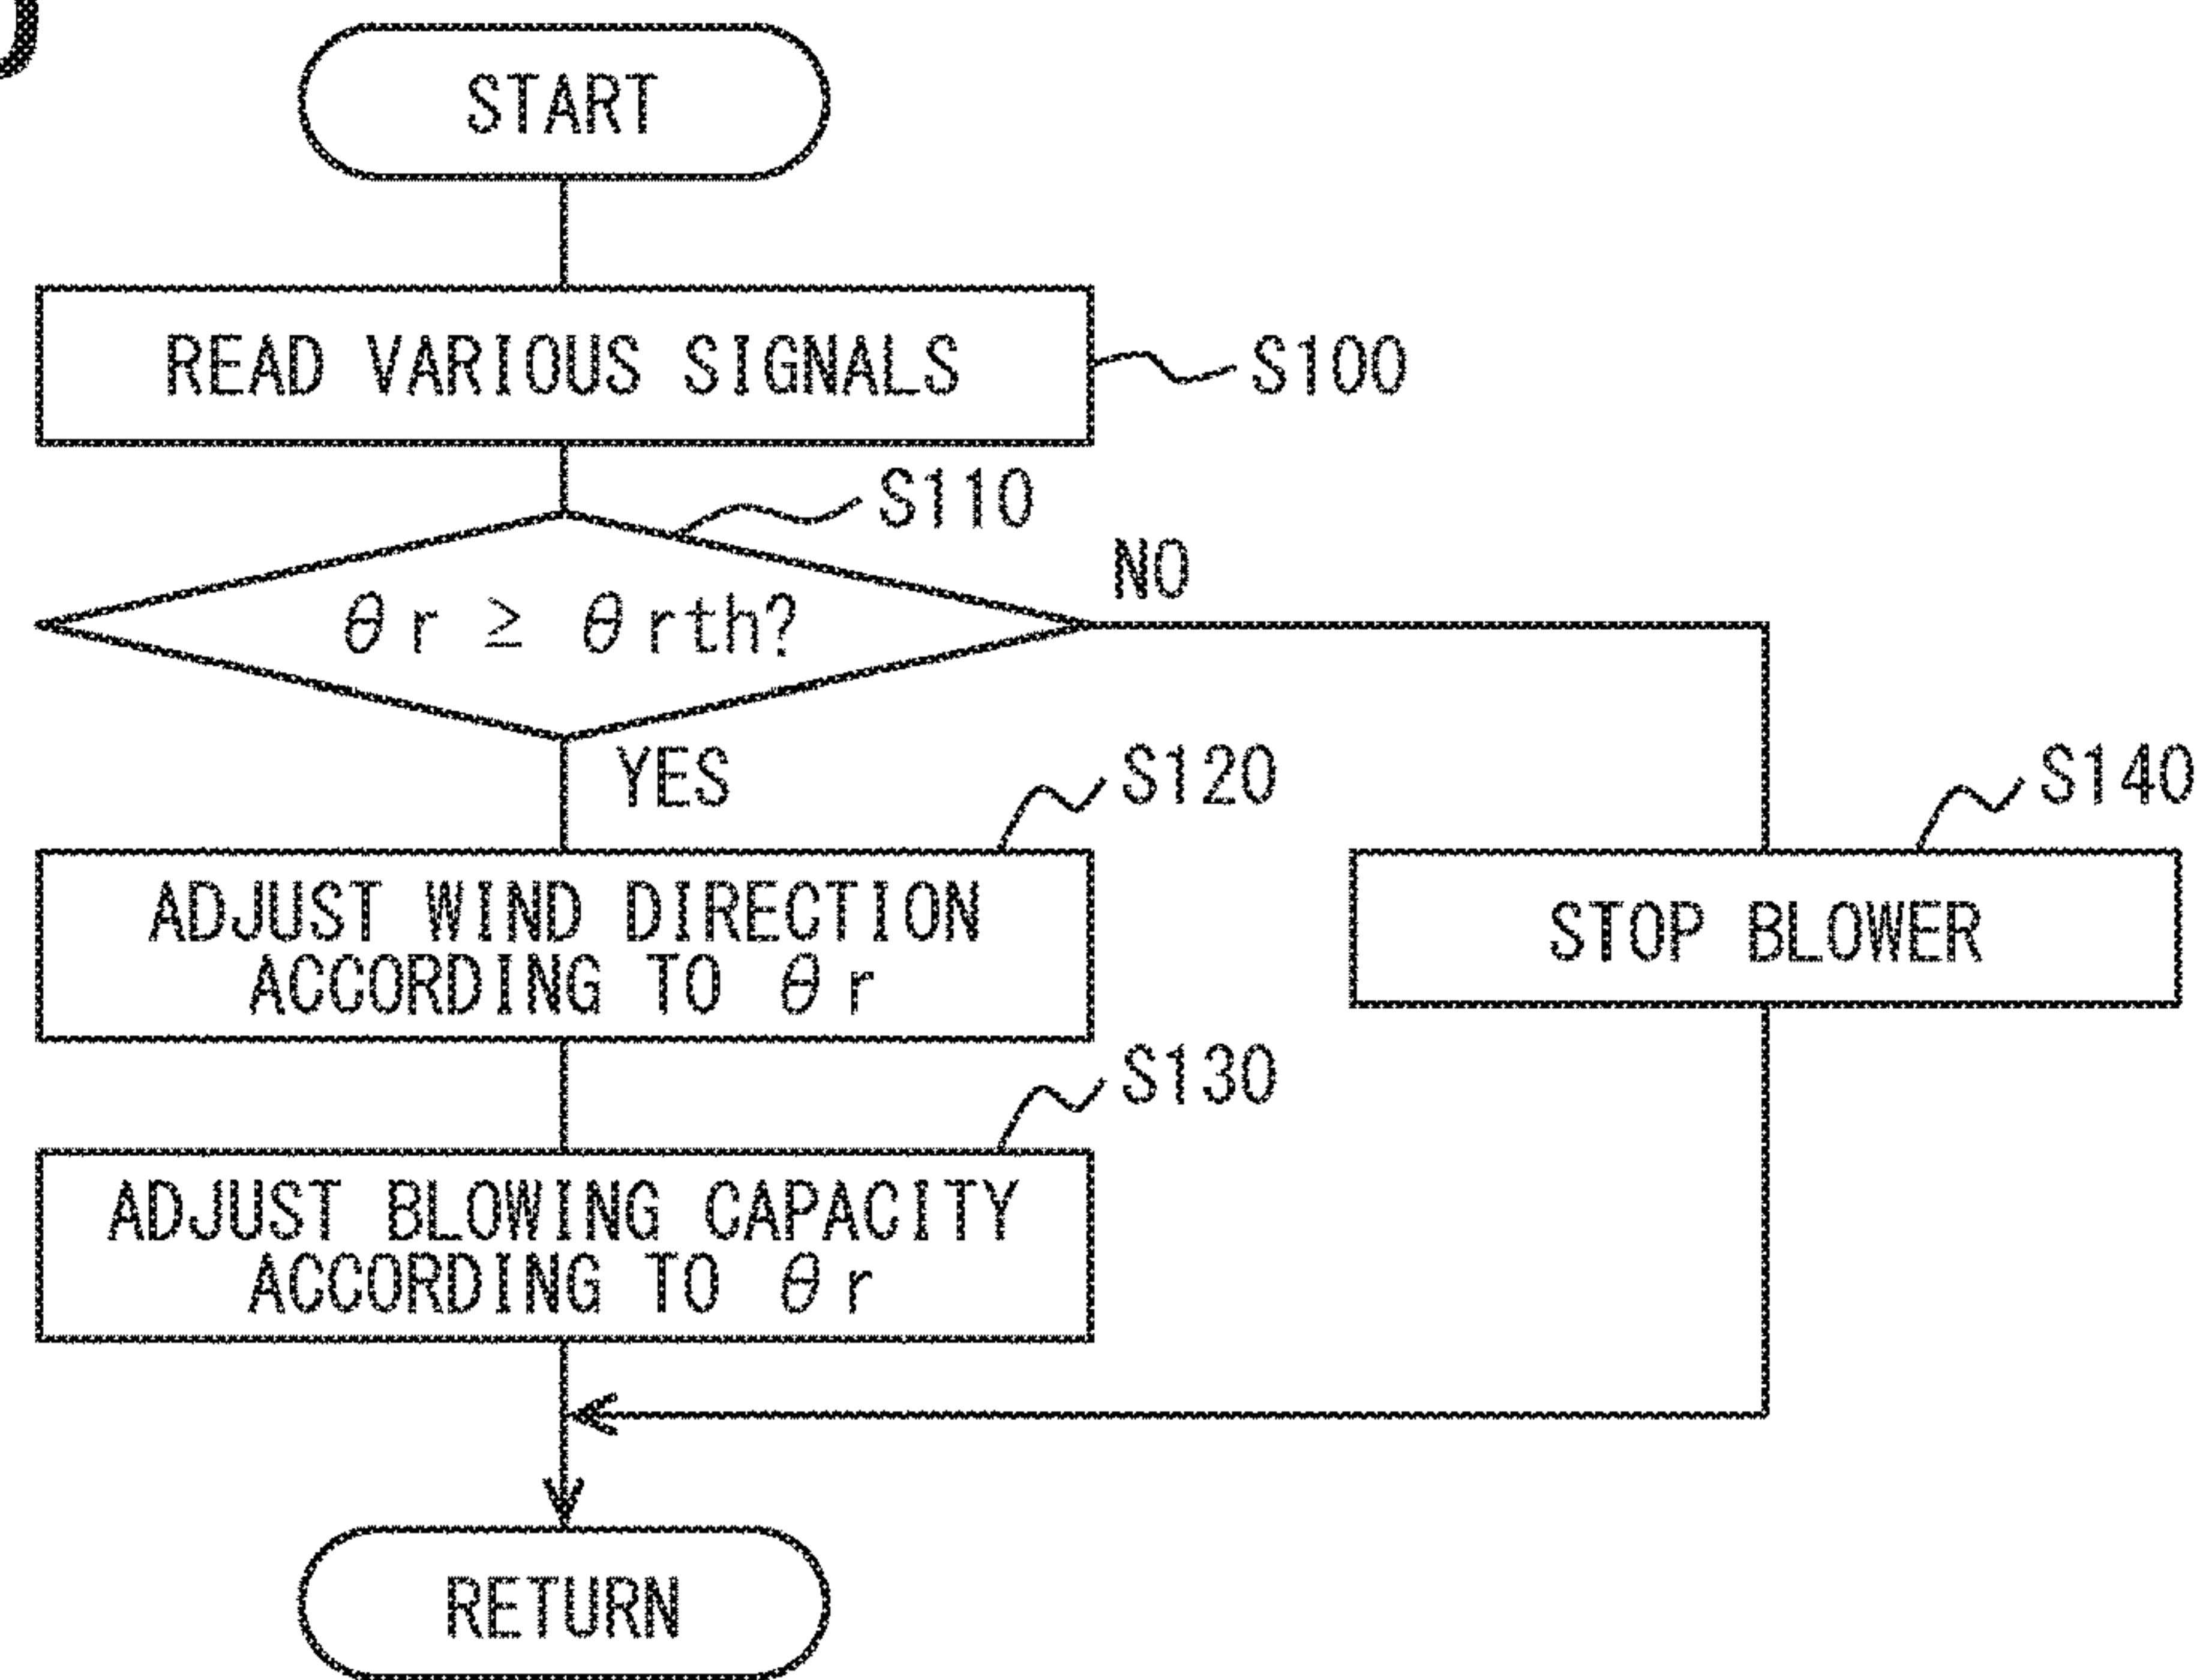 START
READ VARIOUS SIGNALS
S100
S110
θr ≥ θrth?
NO
YES
S120
S140
ADJUST WIND DIRECTION
ACCORDING TO θr
STOP BLOWER
S130
ADJUST BLOWING CAPACITY
ACCORDING TO θr
RETURN